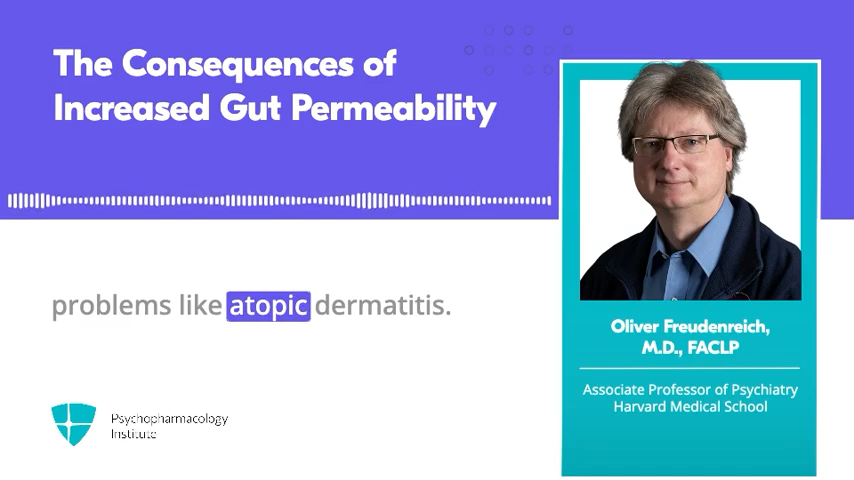 The Consequences of
Increased Gut Permeability
problems like atopic dermatitis.
Oliver Freudenreich,
M.D., FACLP
Associate Professor of Psychiatry
Harvard Medical School
Psychopharmacology
Institute